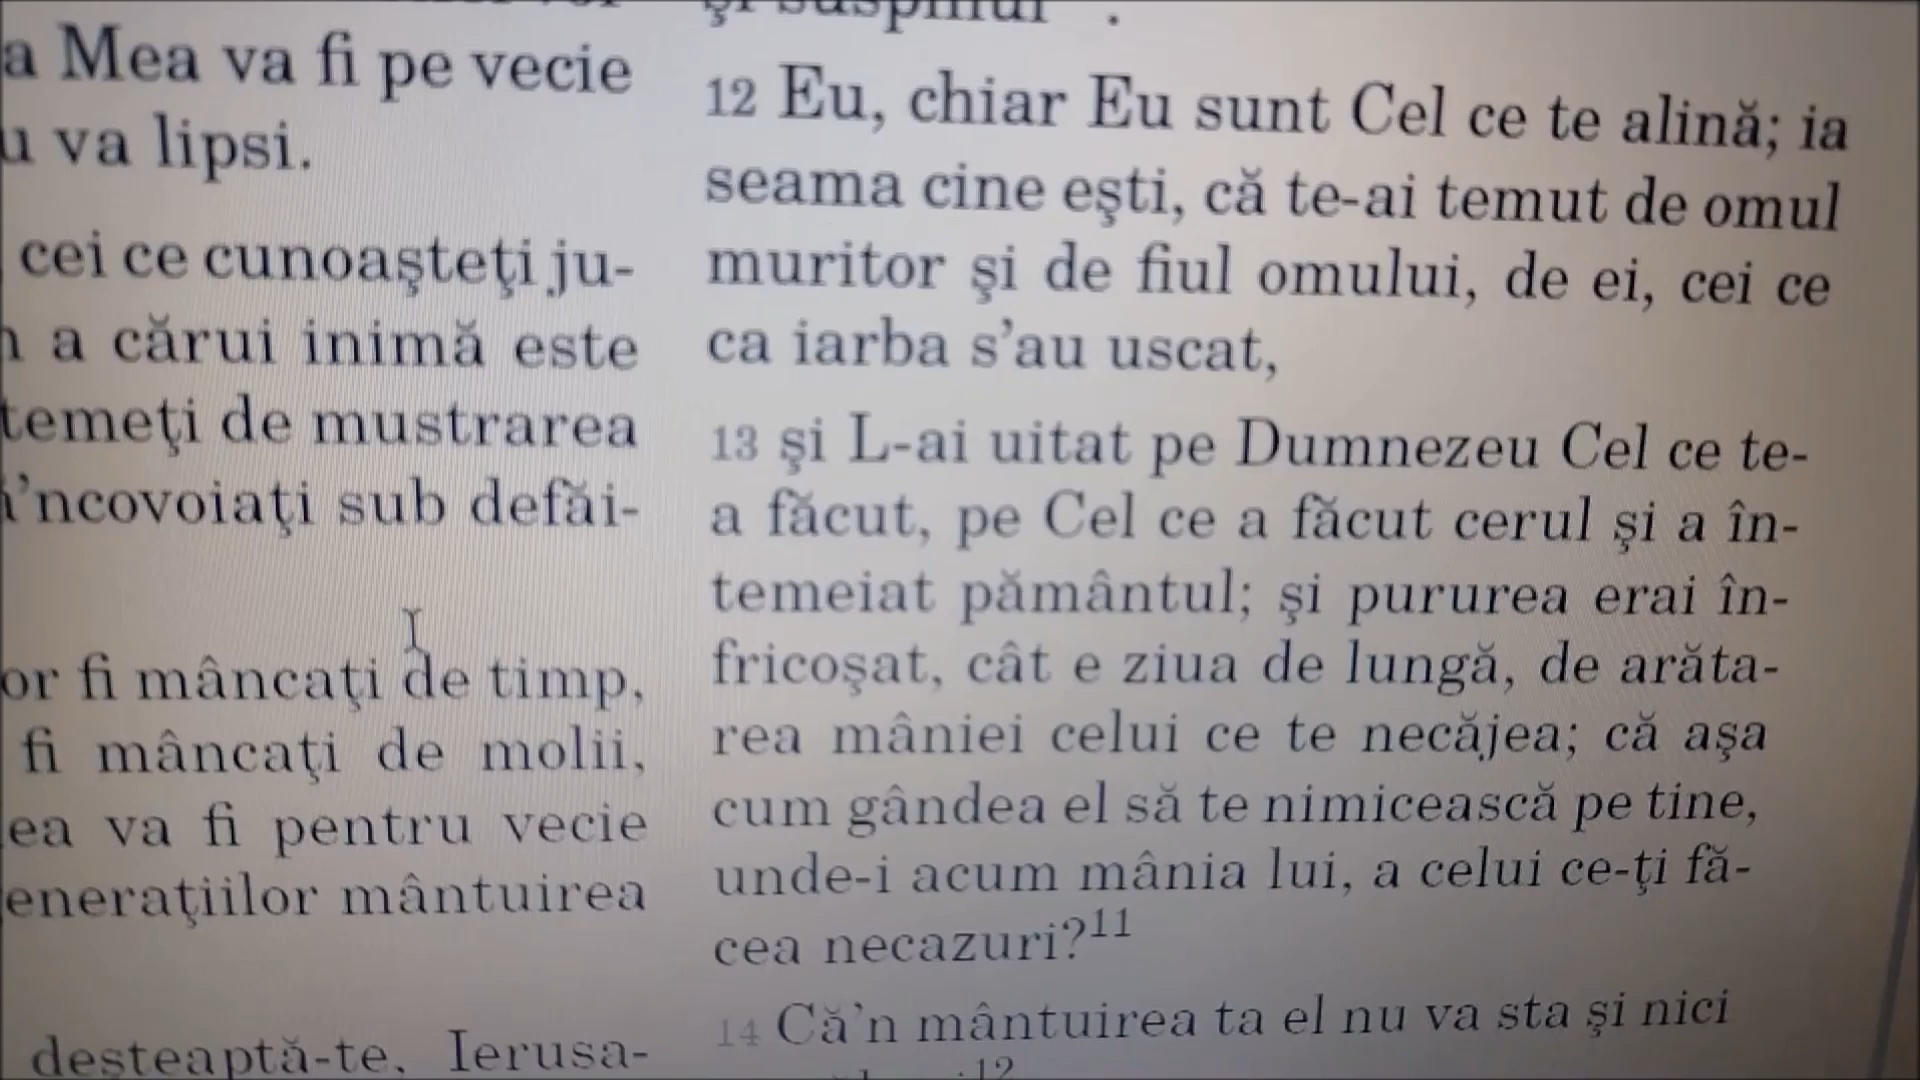 a Mea va fi pe vecie
u va lipsi.
cei ce cunoaşteţi ju-
a cărui inimă este
temeţi de mustrarea
'ncovoiaţi sub defăi-
or fi mâncaţi de timp,
fi mâncaţi de molii,
ea va fi pentru vecie
eneraţiilor mântuirea
deşteaptă-te, Ierusa-
şi suspinul .
12 Eu, chiar Eu sunt Cel ce te alină; ia
seama cine eşti, că te-ai temut de omul
muritor şi de fiul omului, de ei, cei ce
ca iarba s'au uscat,
13 şi L-ai uitat pe Dumnezeu Cel ce te-
a făcut, pe Cel ce a făcut cerul şi a în-
temeiat pământul; şi pururea erai în-
fricoşat, cât e ziua de lungă, de arăta-
rea mâniei celui ce te necăjea; că aşa
cum gândea el să te nimicească pe tine,
unde-i acum mânia lui, a celui ce-ţi fă-
cea necazuri?11
14 Că'n mântuirea ta el nu va sta şi nici
12